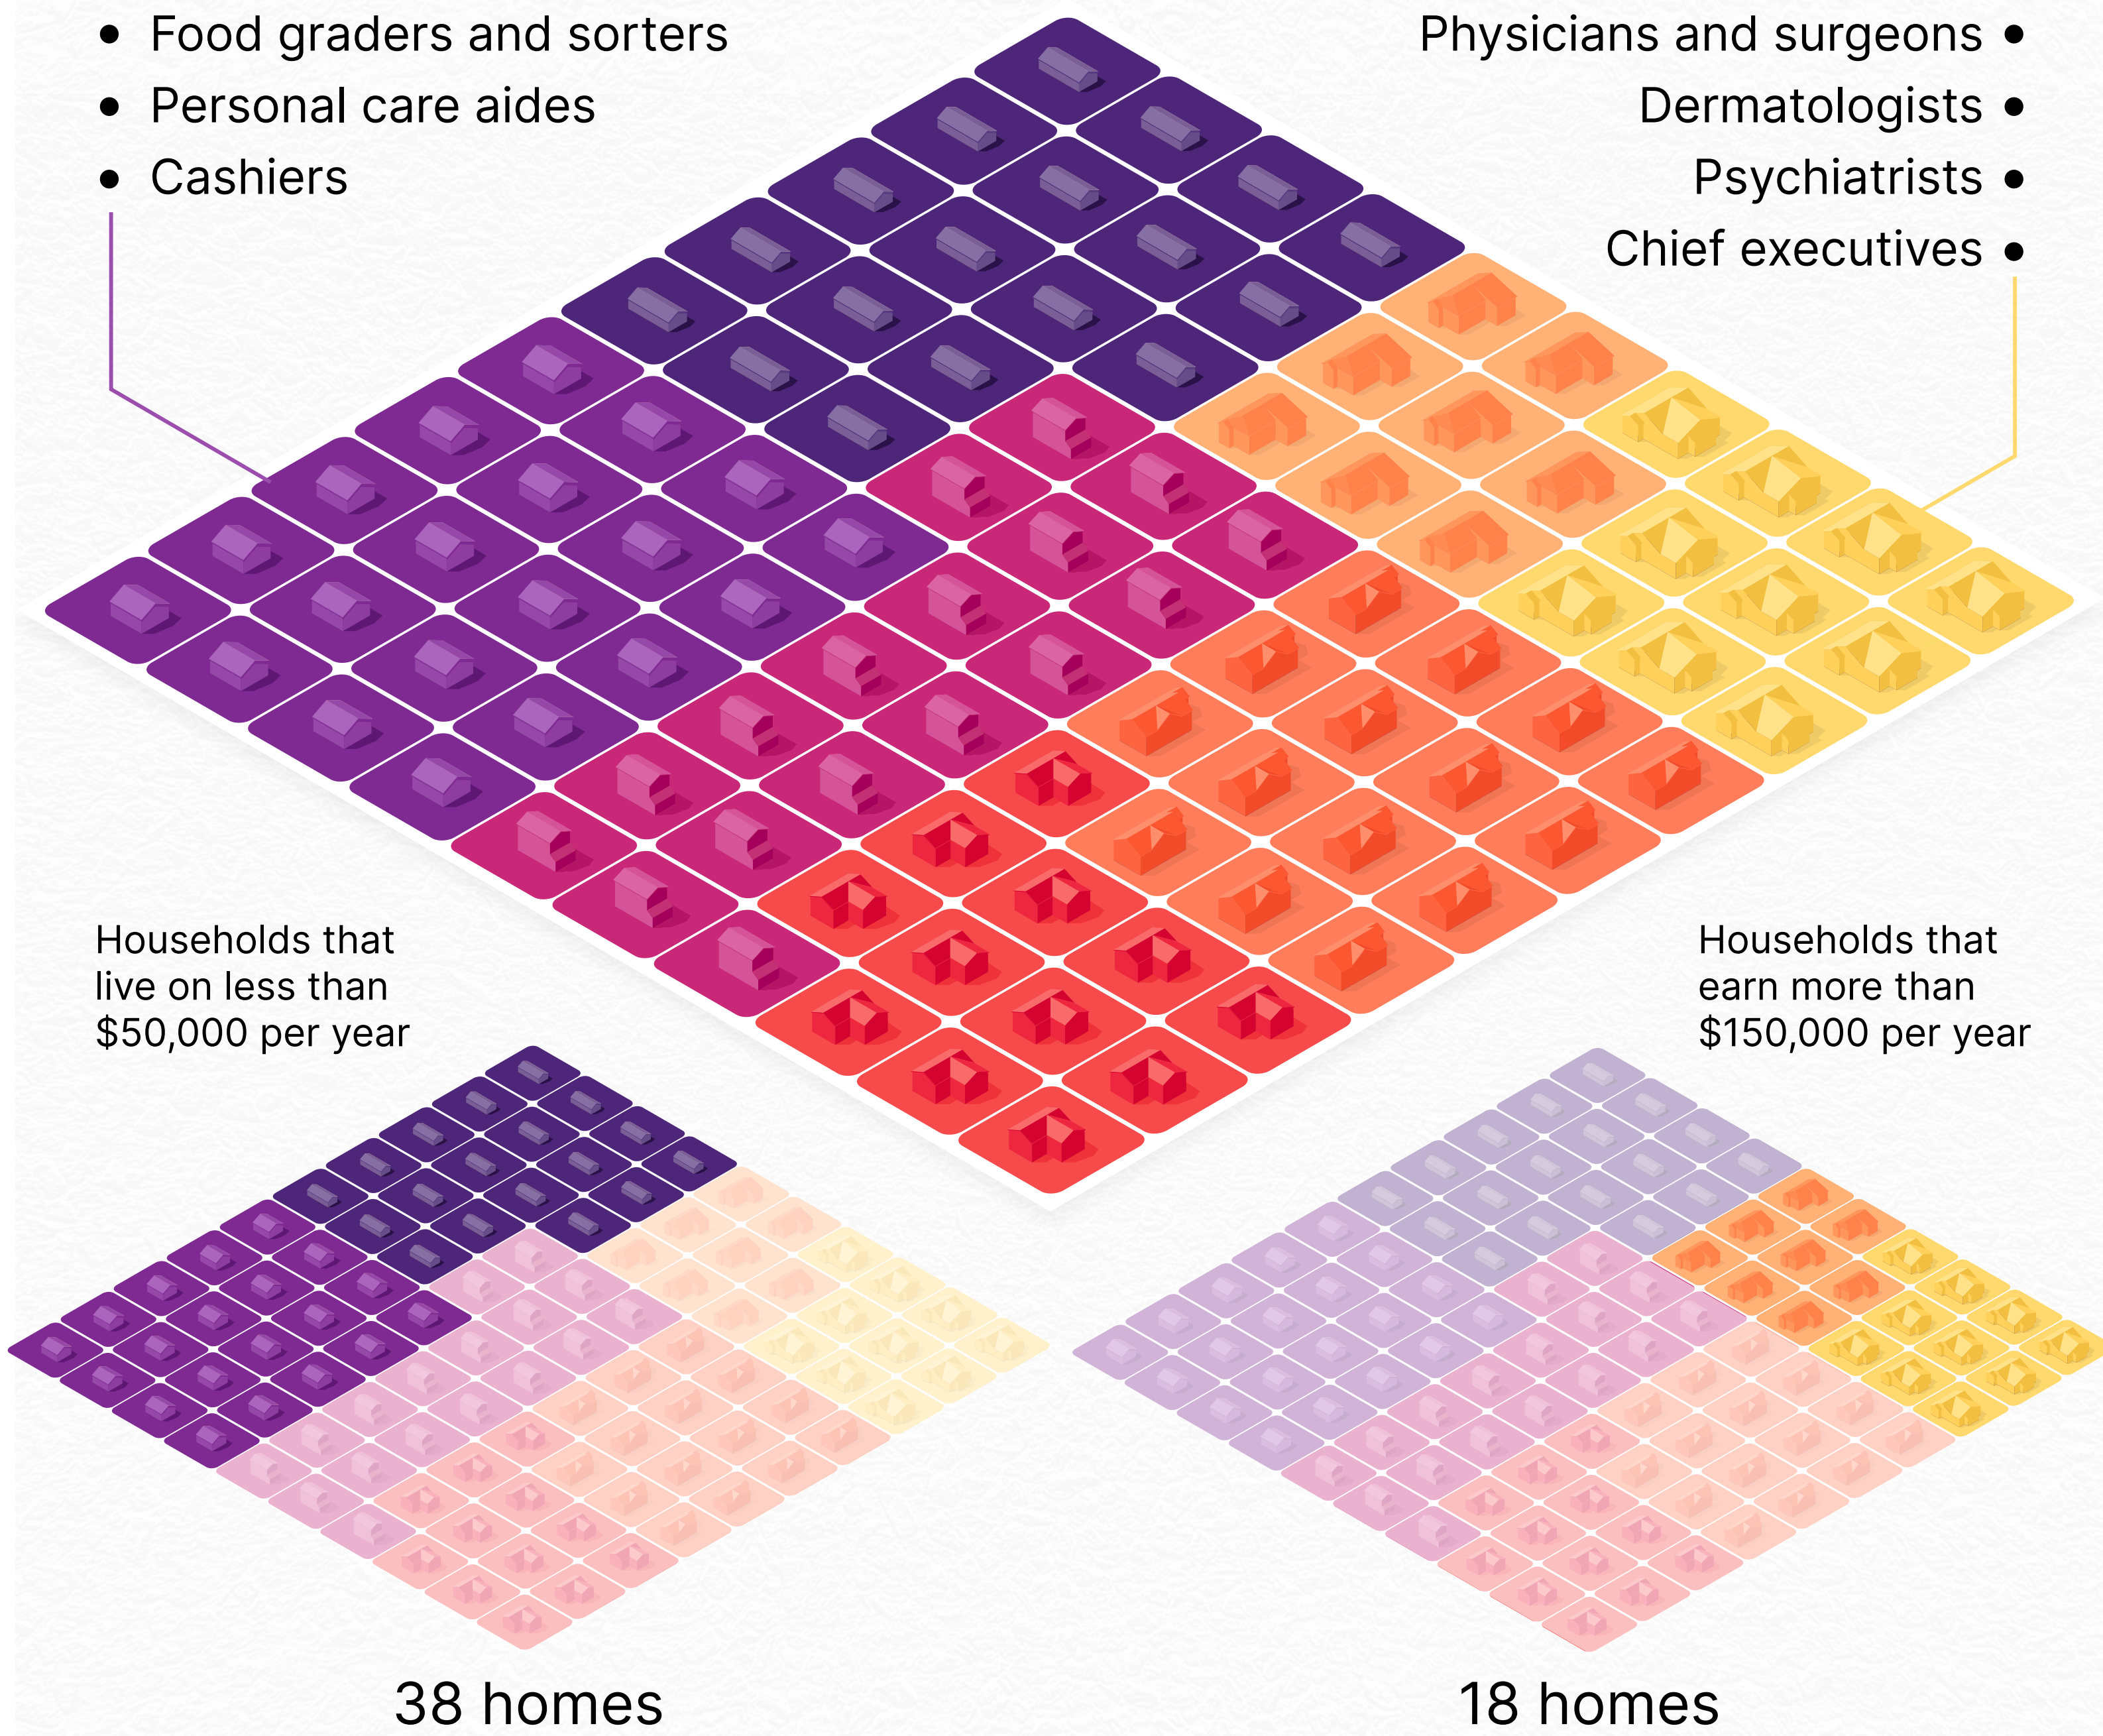 Food graders and sorters
Personal care aides
Cashiers
Physicians and surgeons
Dermatologists
Psychiatrists
Chief executives
Households that
live on less than
$50,000 per year
Households that
earn more than
$150,000 per year
38 homes
18 homes